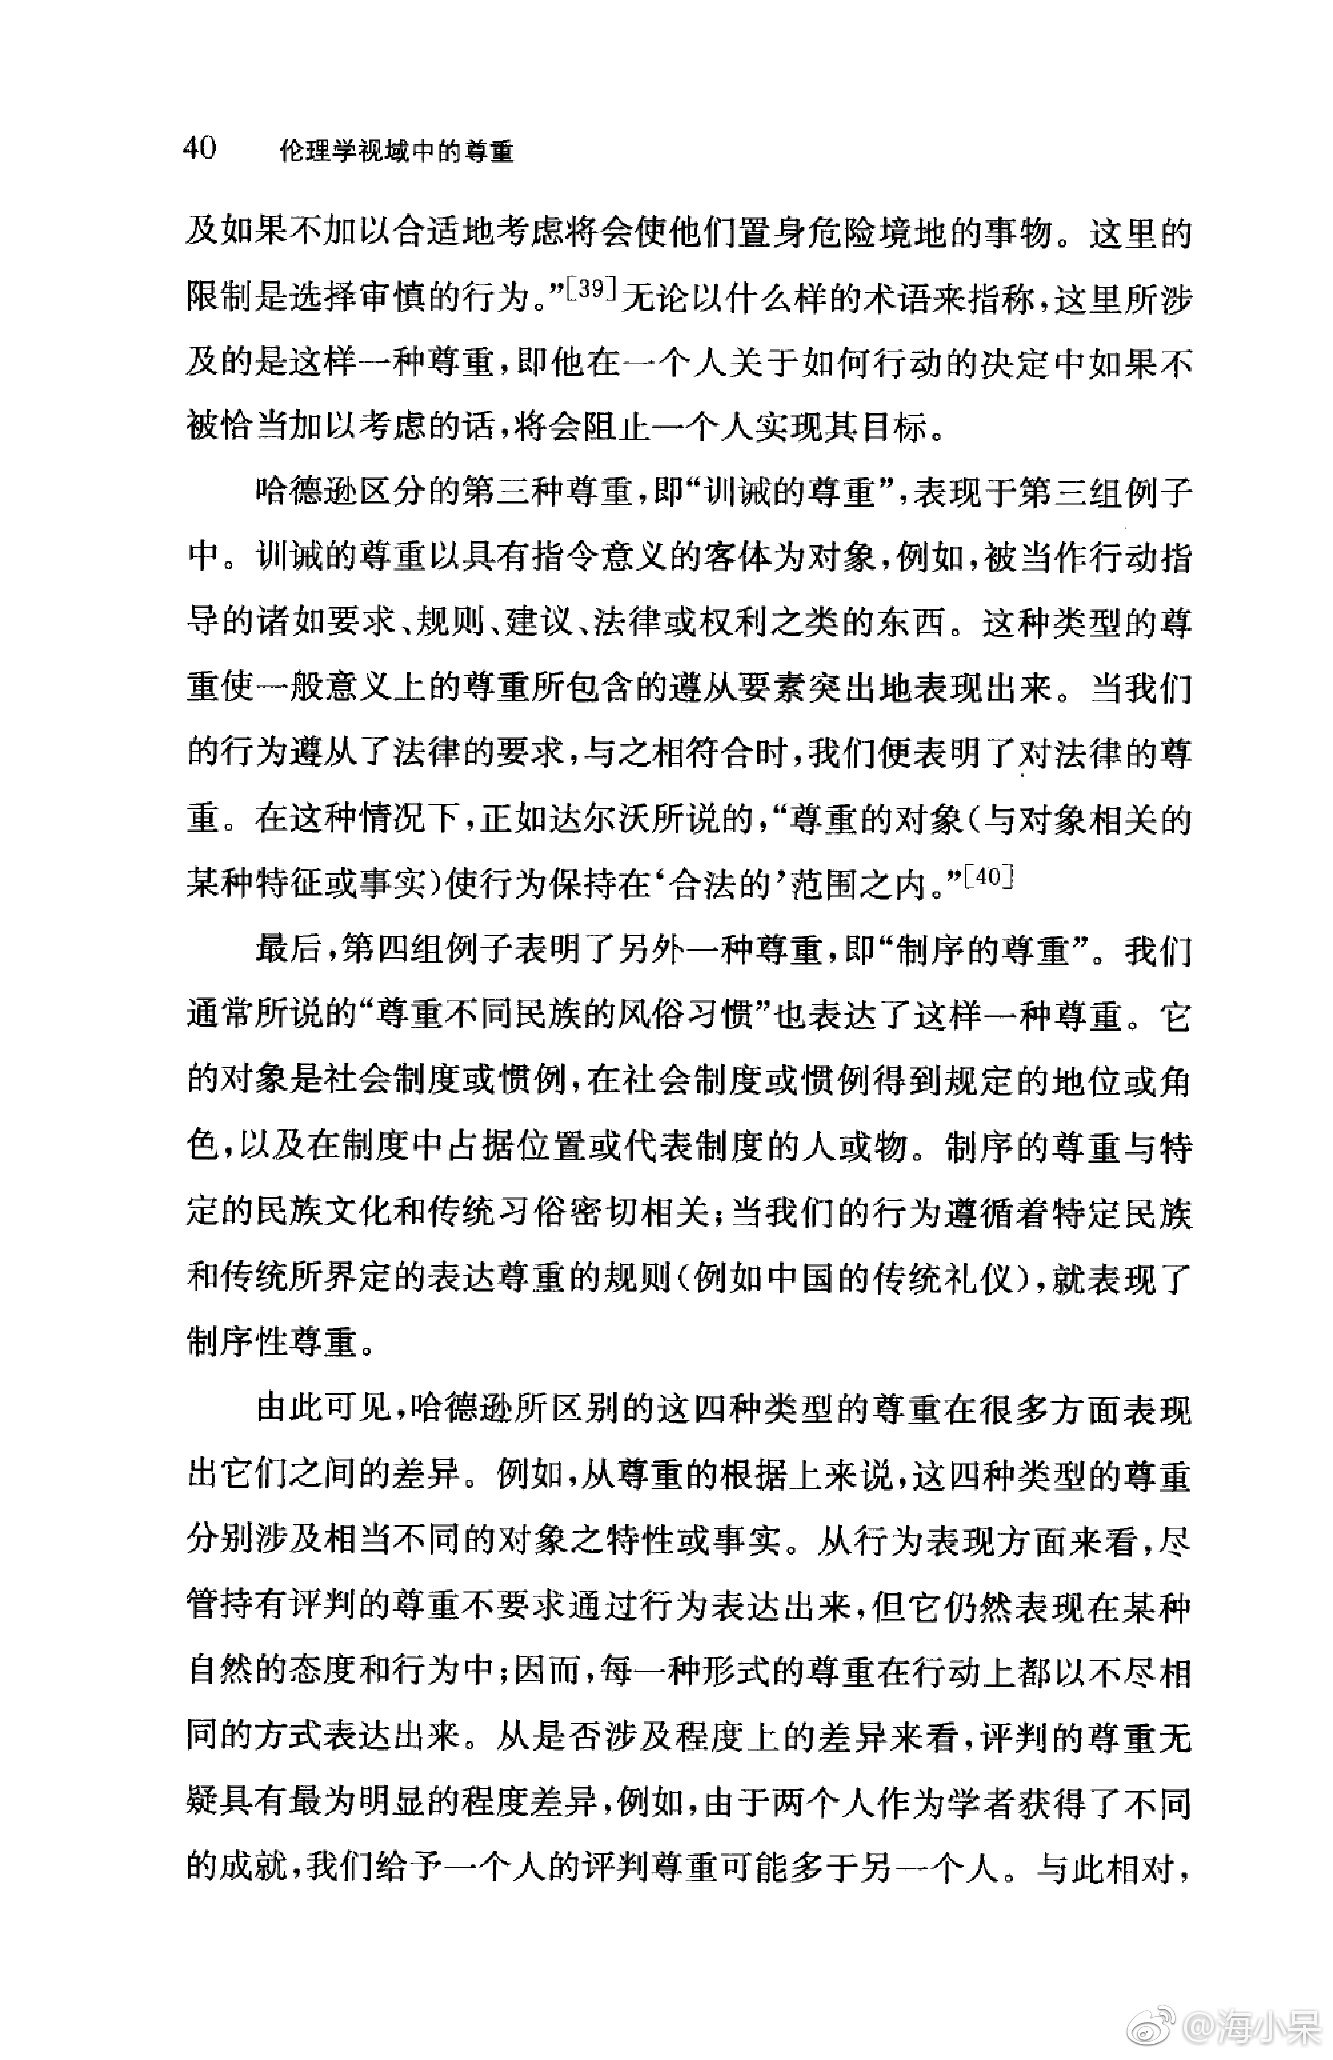 40 伦理学视域中的尊重
及如果不加以合适地考虑将会使他们置身危险境地的事物。这里的
限制是选择审慎的行为。”[39]无论以什么样的术语来指称,这里所涉
及的是这样一种尊重,即他在一个人关于如何行动的决定中如果不
被恰当加以考虑的话,将会阻止一个人实现其目标。
哈德逊区分的第三种尊重,即“训诫的尊重”,表现于第三组例子
中。训诫的尊重以具有指令意义的客体为对象,例如,被当作行动指
导的诸如要求、规则、建议、法律或权利之类的东西。这种类型的尊
重使一般意义上的尊重所包含的遵从要素突出地表现出来。当我们
的行为遵从了法律的要求,与之相符合时,我们便表明了对法律的尊
重。在这种情况下,正如达尔沃所说的,“尊重的对象(与对象相关的
某种特征或事实)使行为保持在‘合法的’范围之内。”[40]
最后,第四组例子表明了另外一种尊重,即“制序的尊重”。我们
通常所说的“尊重不同民族的风俗习惯”也表达了这样一种尊重。它
的对象是社会制度或惯例,在社会制度或惯例得到规定的地位或角
色,以及在制度中占据位置或代表制度的人或物。制序的尊重与特
定的民族文化和传统习俗密切相关;当我们的行为遵循着特定民族
和传统所界定的表达尊重的规则(例如中国的传统礼仪),就表现了
制序性尊重。
由此可见,哈德逊所区别的这四种类型的尊重在很多方面表现
出它们之间的差异。例如,从尊重的根据上来说,这四种类型的尊重
分别涉及相当不同的对象之特性或事实。从行为表现方面来看,尽
管持有评判的尊重不要求通过行为表达出来,但它仍然表现在某种
自然的态度和行为中;因而,每一种形式的尊重在行动上都以不尽相
同的方式表达出来。从是否涉及程度上的差异来看,评判的尊重无
疑具有最为明显的程度差异,例如,由于两个人作为学者获得了不同
的成就,我们给予一个人的评判尊重可能多于另一个人。与此相对,
@海小呆